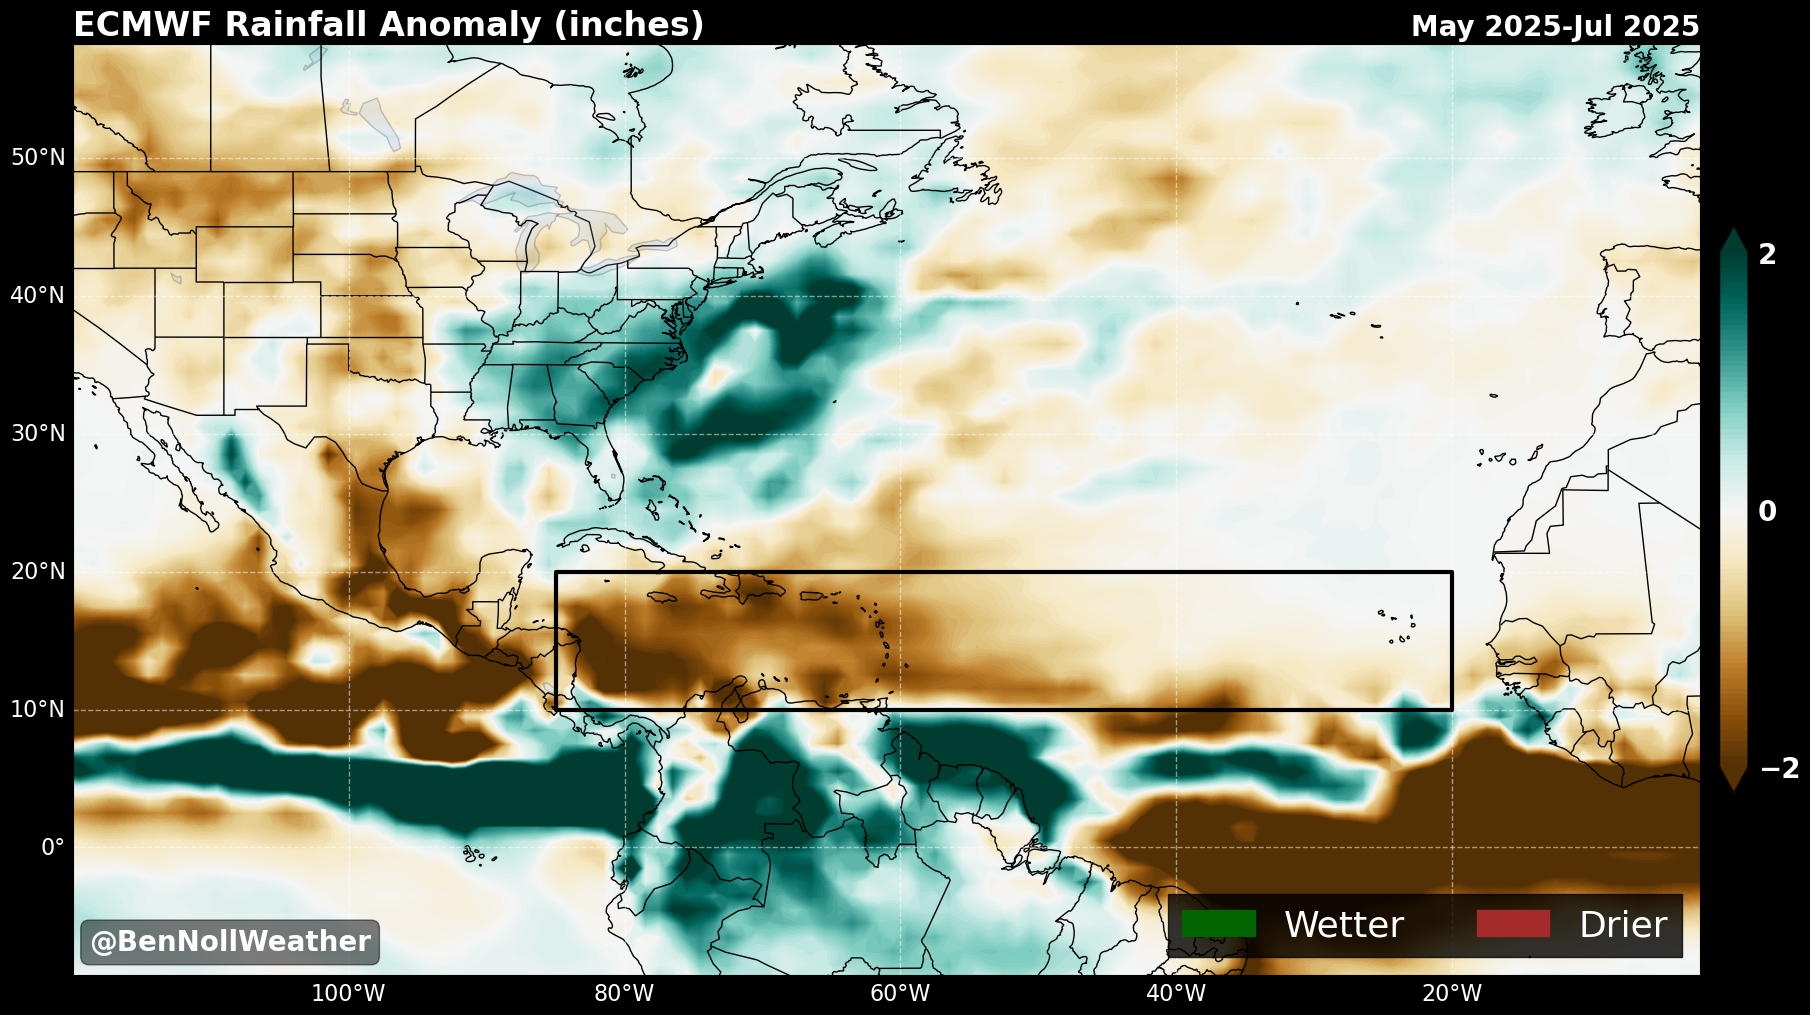 ECMWF Rainfall Anomaly (inches)
May 2025-Jul 2025
50°N
40°N
30°N
20°N
10°N
0°
2
0
−2
@BenNollWeather
Wetter
Drier
100°W
80°W
60°W
40°W
20°W